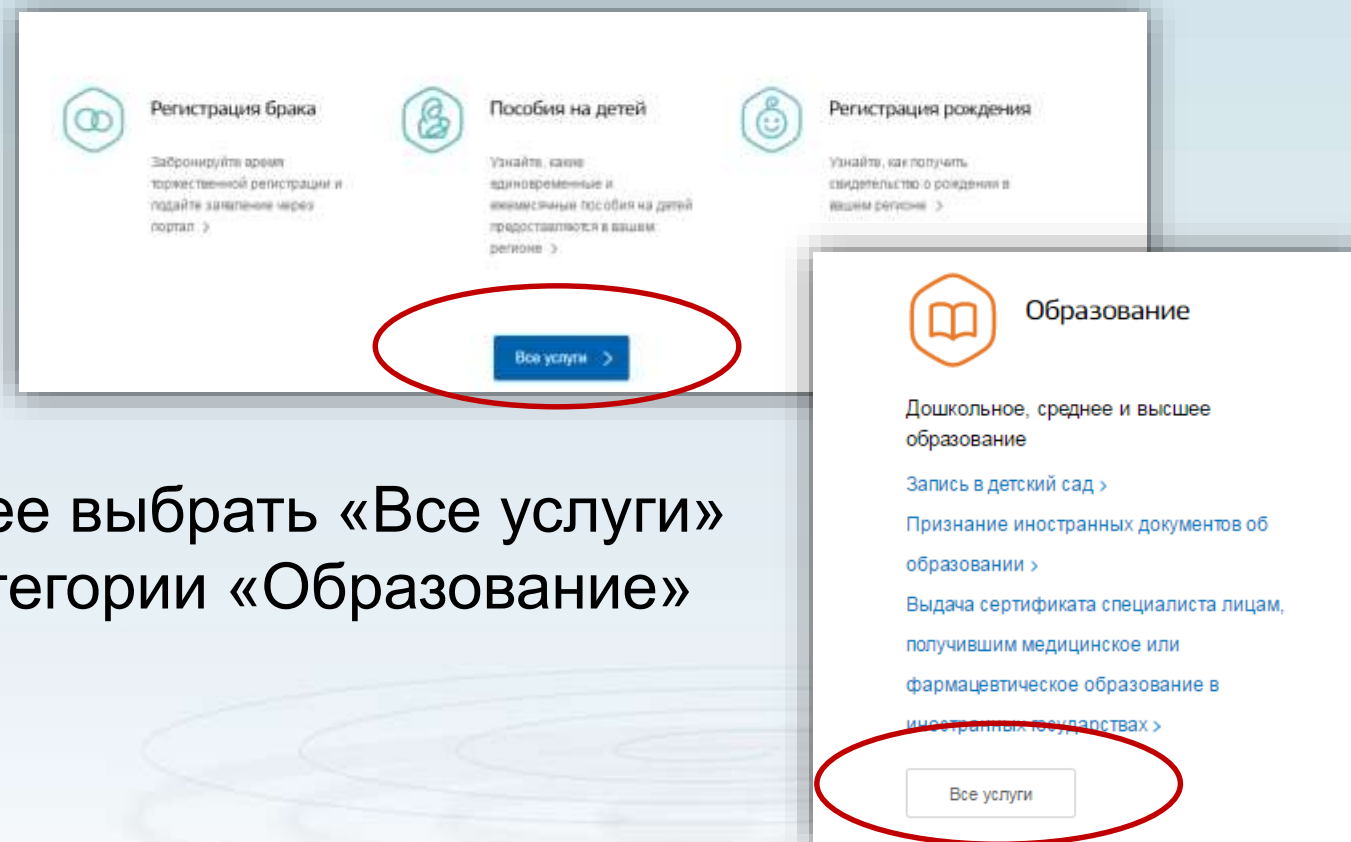 Регистрация брака
Забронируйте время
торжественной регистрации и
подайте заявление через
портал >
Пособия на детей
Узнайте, какие
единовременные и
ежемесячные пособия на детей
предоставляются в вашем
регионе >
Регистрация рождения
Узнайте, как получить
свидетельство о рождении в
вашем регионе >
Все услуги >
ее выбрать «Все услуги»
тегории «Образование»
Образование
Дошкольное, среднее и высшее
образование
Запись в детский сад >
Признание иностранных документов об
образовании >
Выдача сертификата специалиста лицам,
получившим медицинское или
фармацевтическое образование в
иностранных государствах >
Все услуги